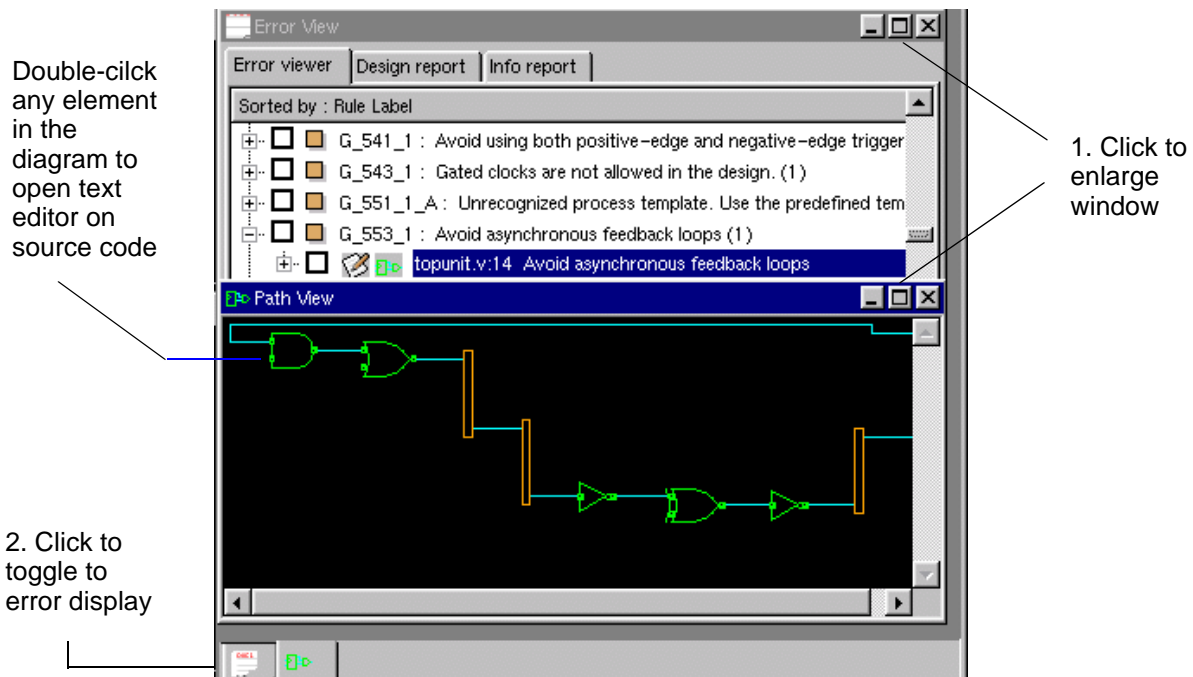 Error View
Error viewer
Design report
Info report
Sorted by : Rule Label
G_541_1 : Avoid using both positive-edge and negative-edge trigger
G_543_1 : Gated clocks are not allowed in the design. (1)
G_551_1_A : Unrecognized process template. Use the predefined tem
G_553_1 : Avoid asynchronous feedback loops (1)
topunit.v:14 Avoid asynchronous feedback loops
Path View
Double-cilck
any element
in the
diagram to
open text
editor on
source code
1. Click to
enlarge
window
2. Click to
toggle to
error display